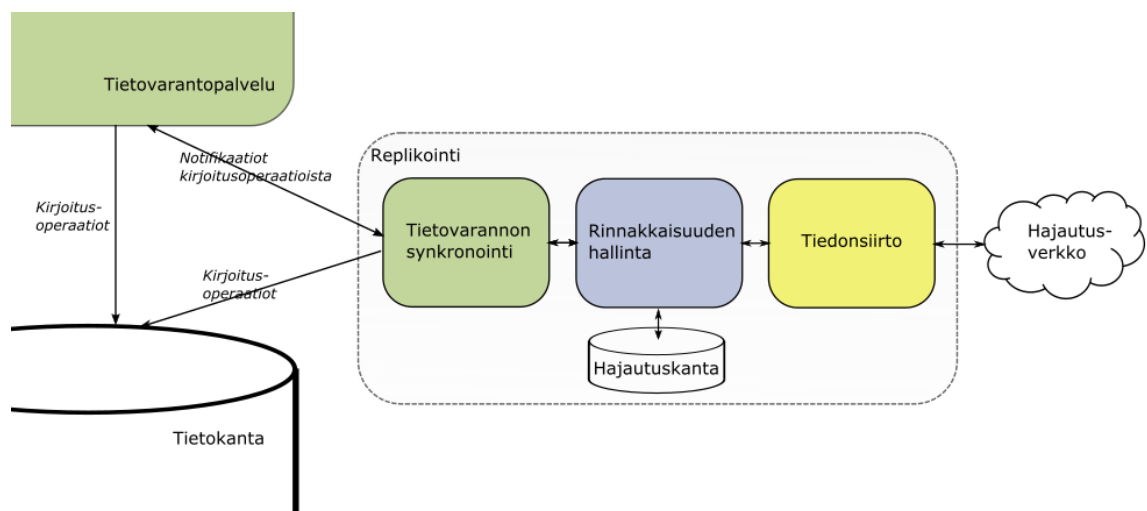 Tietovarantopalvelu
Notifikaatiot
kirjoitusoperaatioista
Kirjoitus-
operaatiot
Kirjoitus-
operaatiot
Tietokanta
Replikointi
Tietovarannon
synkronointi
Rinnakkaisuuden
hallinta
Tiedonsiirto
Hajautuskanta
Hajautus-
verkko